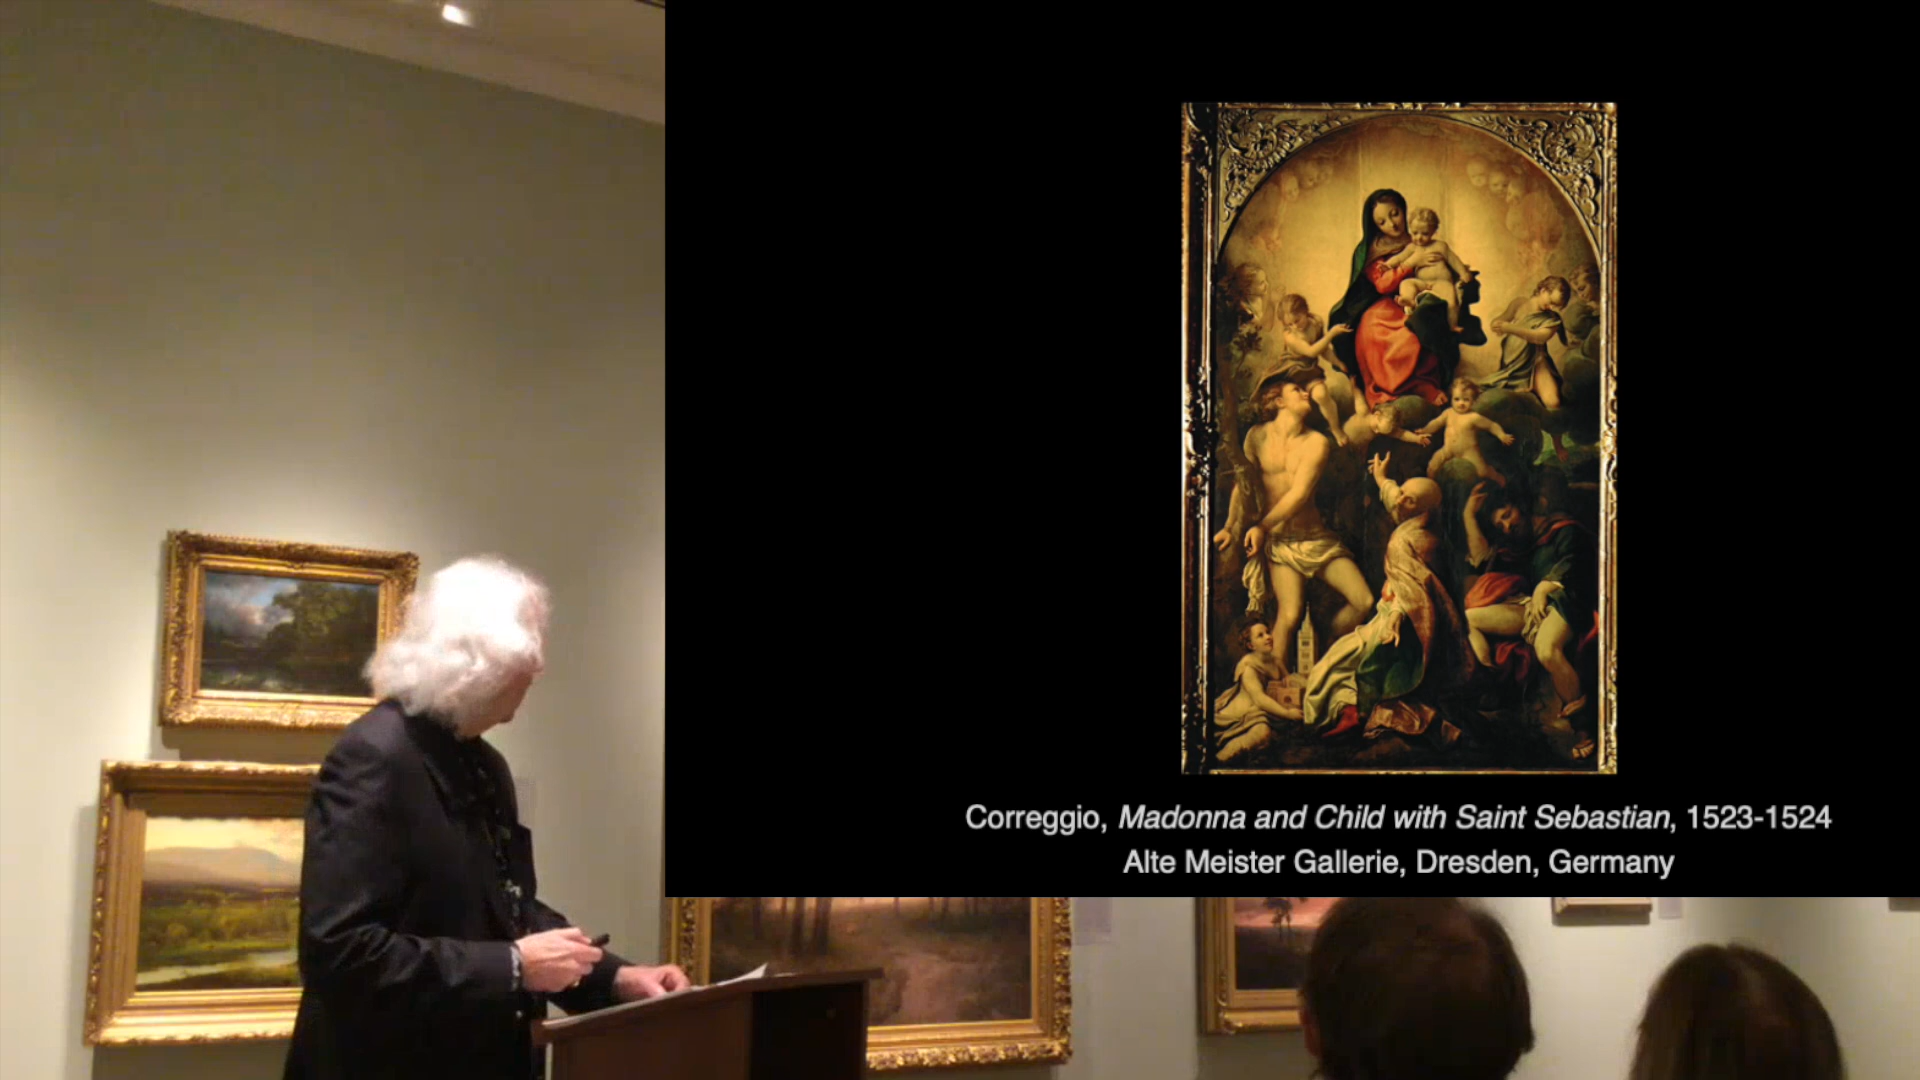 Correggio, Madonna and Child with Saint Sebastian, 1523-1524
Alte Meister Gallerie, Dresden, Germany